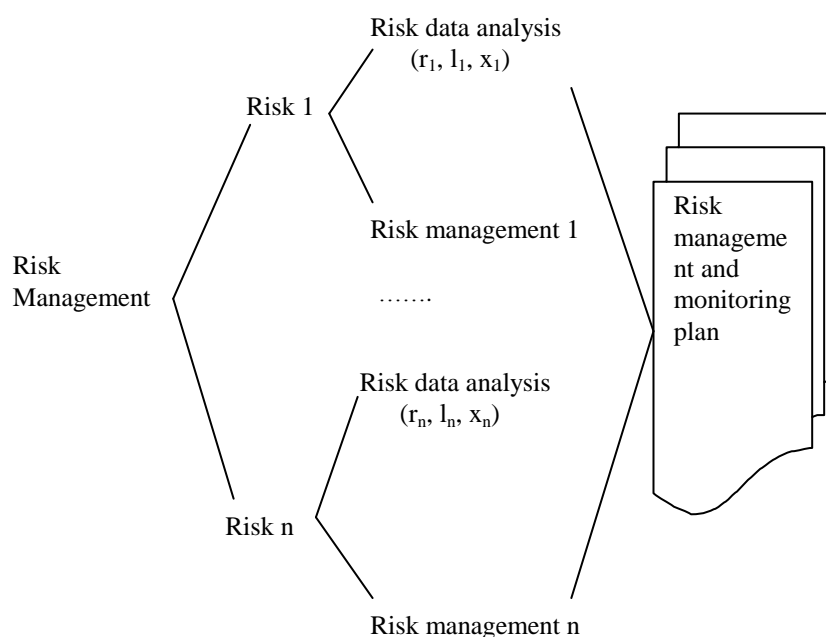 Risk data analysis
(r₁, l₁, x₁)
Risk 1
Risk management 1
Risk
Management
.......
Risk data analysis
(rₙ, lₙ, xₙ)
Risk n
Risk management n
Risk
manageme
nt and
monitoring
plan